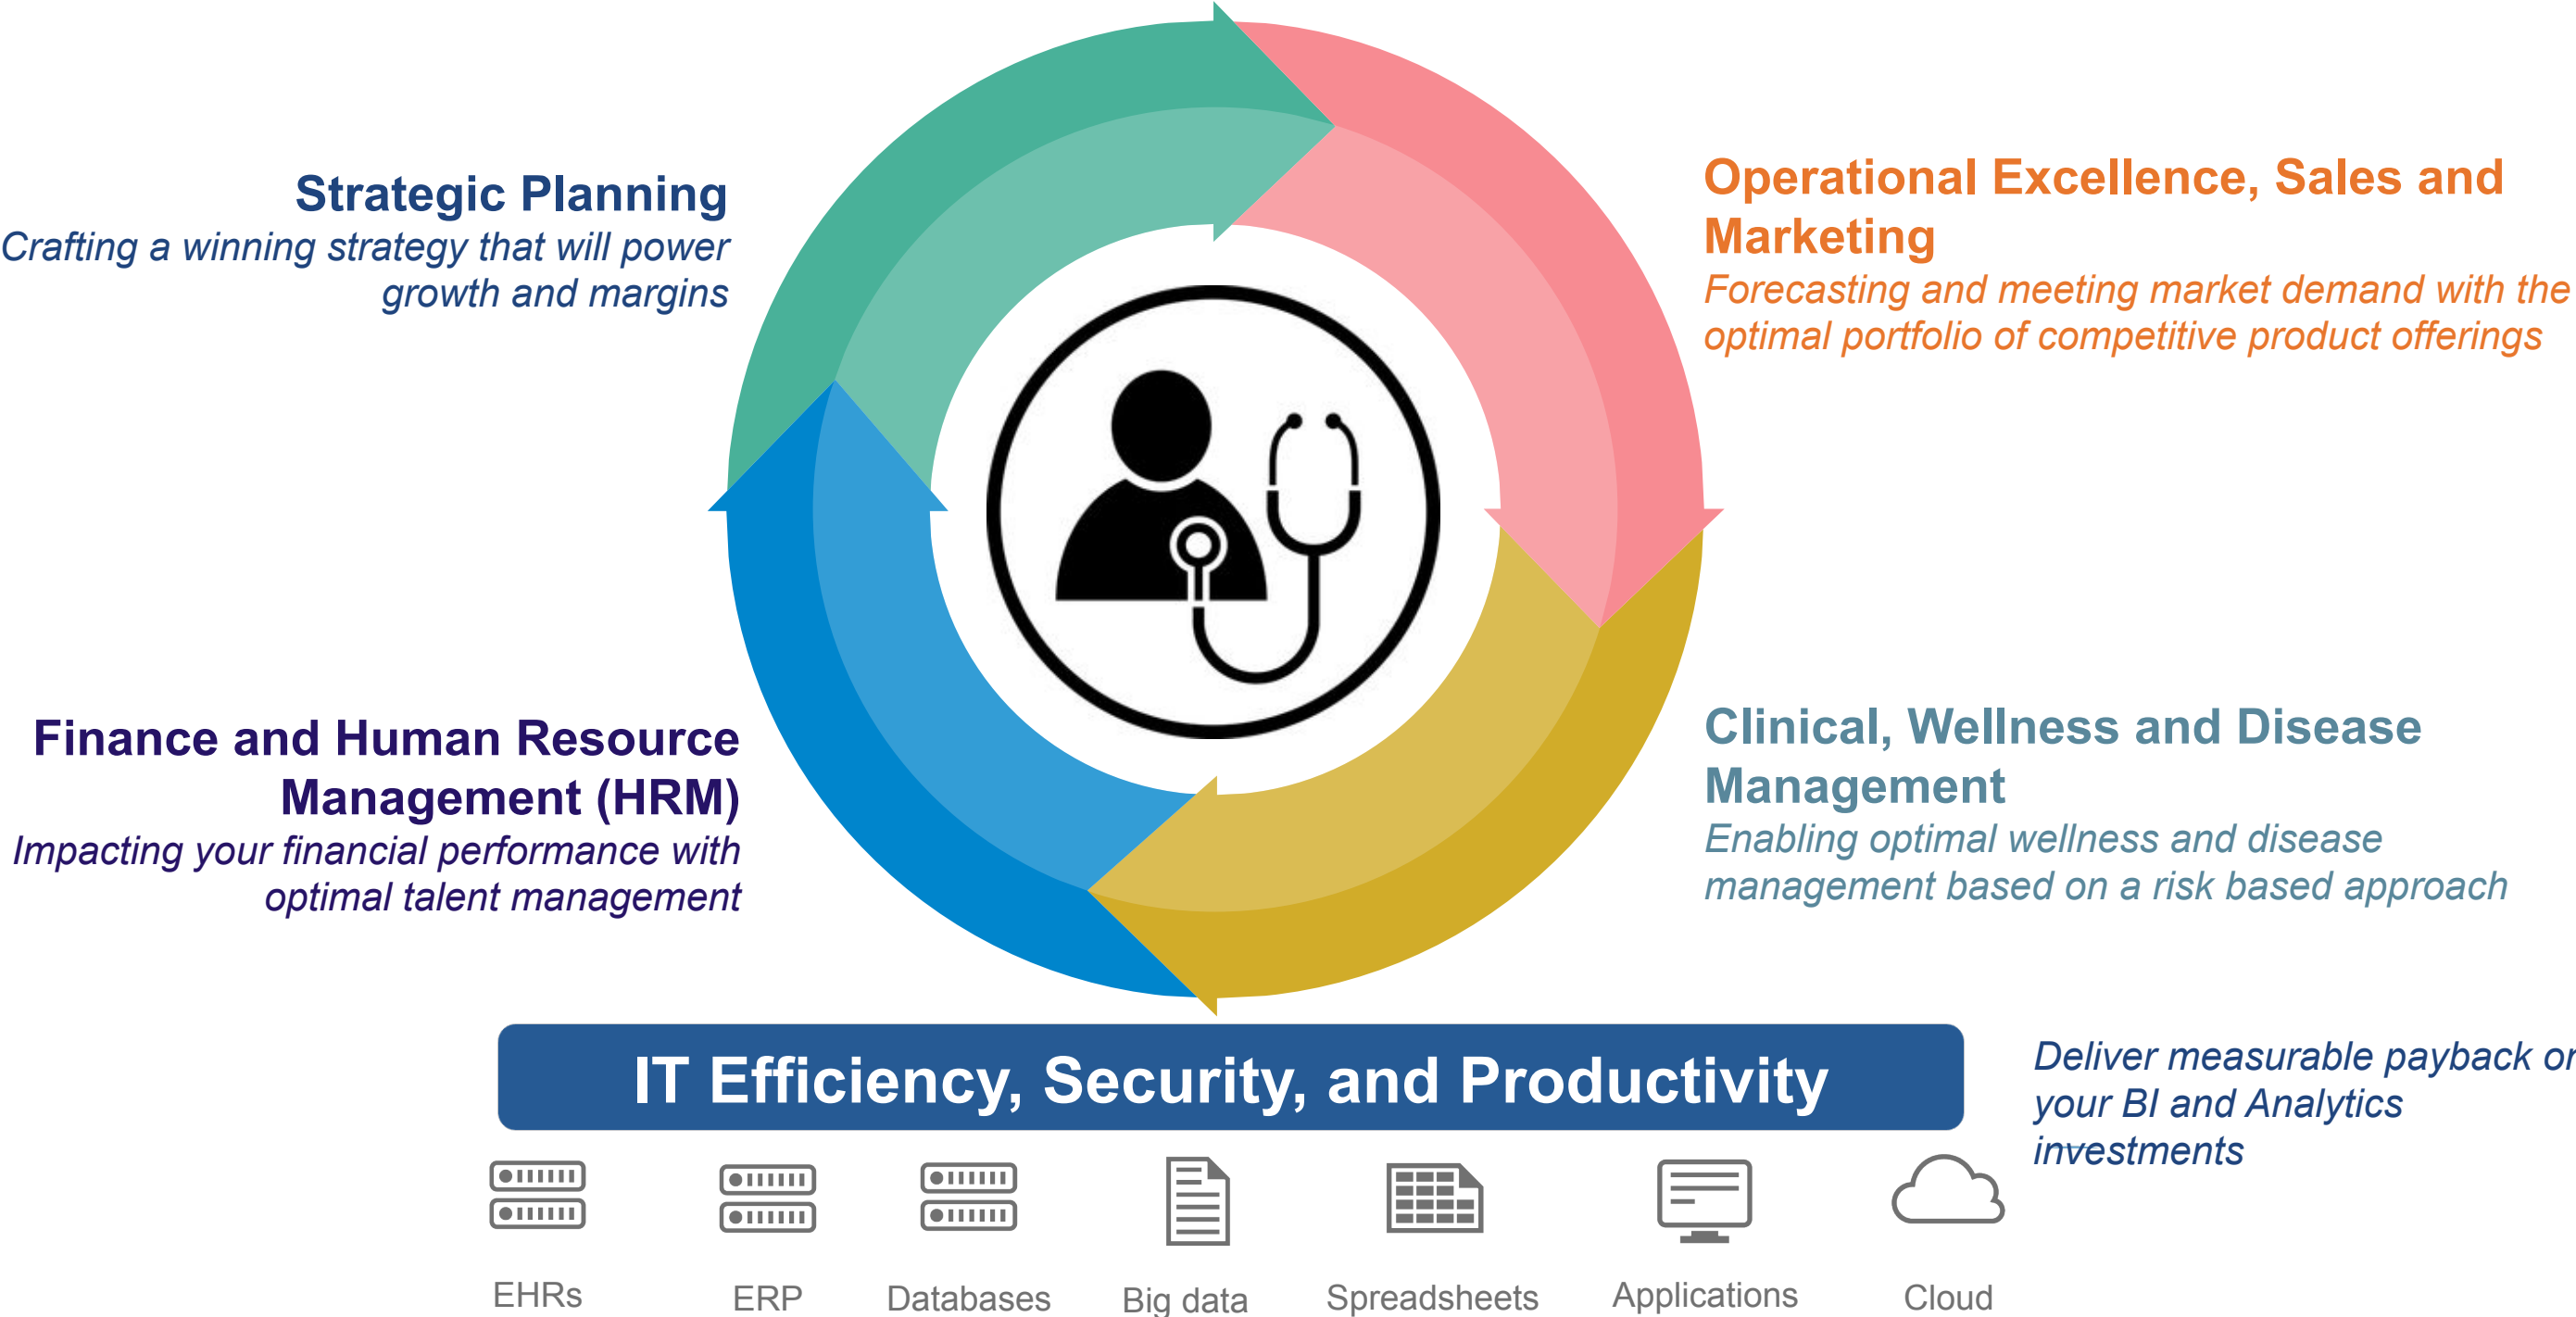 Strategic Planning
Crafting a winning strategy that will power
growth and margins
Operational Excellence, Sales and
Marketing
Forecasting and meeting market demand with the
optimal portfolio of competitive product offerings
Finance and Human Resource
Management (HRM)
Impacting your financial performance with
optimal talent management
Clinical, Wellness and Disease
Management
Enabling optimal wellness and disease
management based on a risk based approach
IT Efficiency, Security, and Productivity
Deliver measurable payback on
your BI and Analytics
investments
EHRs
ERP
Databases
Big data
Spreadsheets
Applications
Cloud